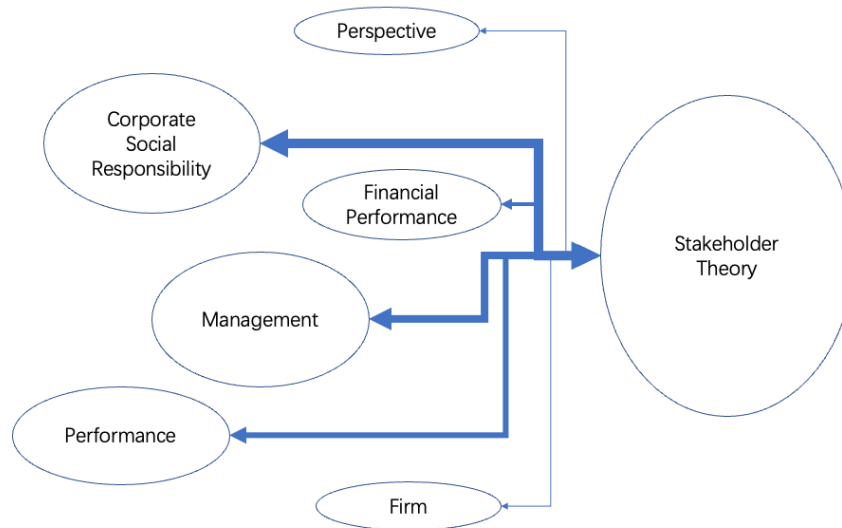 Perspective
Corporate
Social
Responsibility
Financial
Performance
Stakeholder
Theory
Management
Performance
Firm